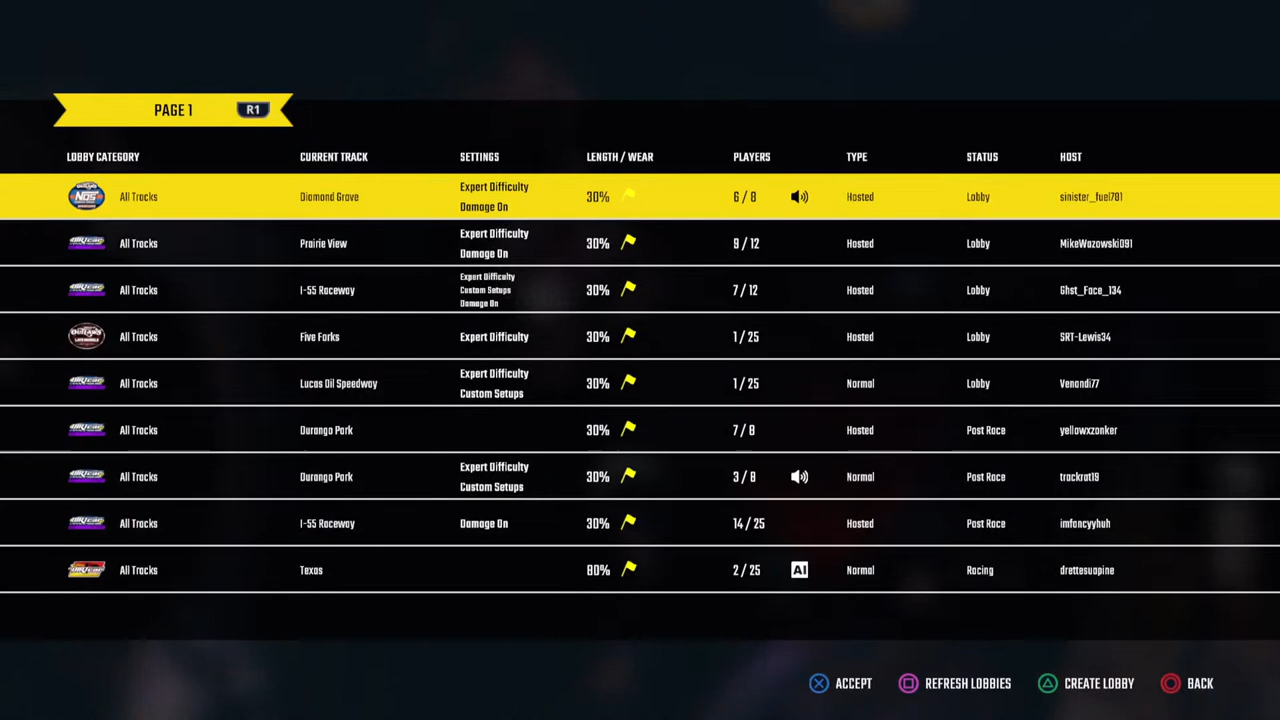 PAGE 1 R1
LOBBY CATEGORY CURRENT TRACK SETTINGS LENGTH / WEAR PLAYERS TYPE STATUS HOST
NOS All Tracks Diamond Grove Expert Difficulty 30% 6 / 8 Hosted Lobby sinister_fuel781
Damage On
All Tracks Prairie View Expert Difficulty 30% 9 / 12 Hosted Lobby MikeWazowski091
Damage On
All Tracks I-55 Raceway Expert Difficulty 30% 7 / 12 Hosted Lobby Ghst_Face_134
Custom Setups
Damage On
OUTLAWS All Tracks Five Forks Expert Difficulty 30% 1 / 25 Hosted Lobby SRT-Lewis34
All Tracks Lucas Oil Speedway Expert Difficulty 30% 1 / 25 Normal Lobby Venandi77
Custom Setups
All Tracks Durango Park 30% 7 / 8 Hosted Post Race yellowxzonker
All Tracks Durango Park Expert Difficulty 30% 3 / 8 Normal Post Race trackrat19
Custom Setups
All Tracks I-55 Raceway Damage On 30% 14 / 25 Hosted Post Race imfancyyhuh
All Tracks Texas 80% 2 / 25 AI Normal Racing drettesuapine
ACCEPT REFRESH LOBBIES CREATE LOBBY BACK